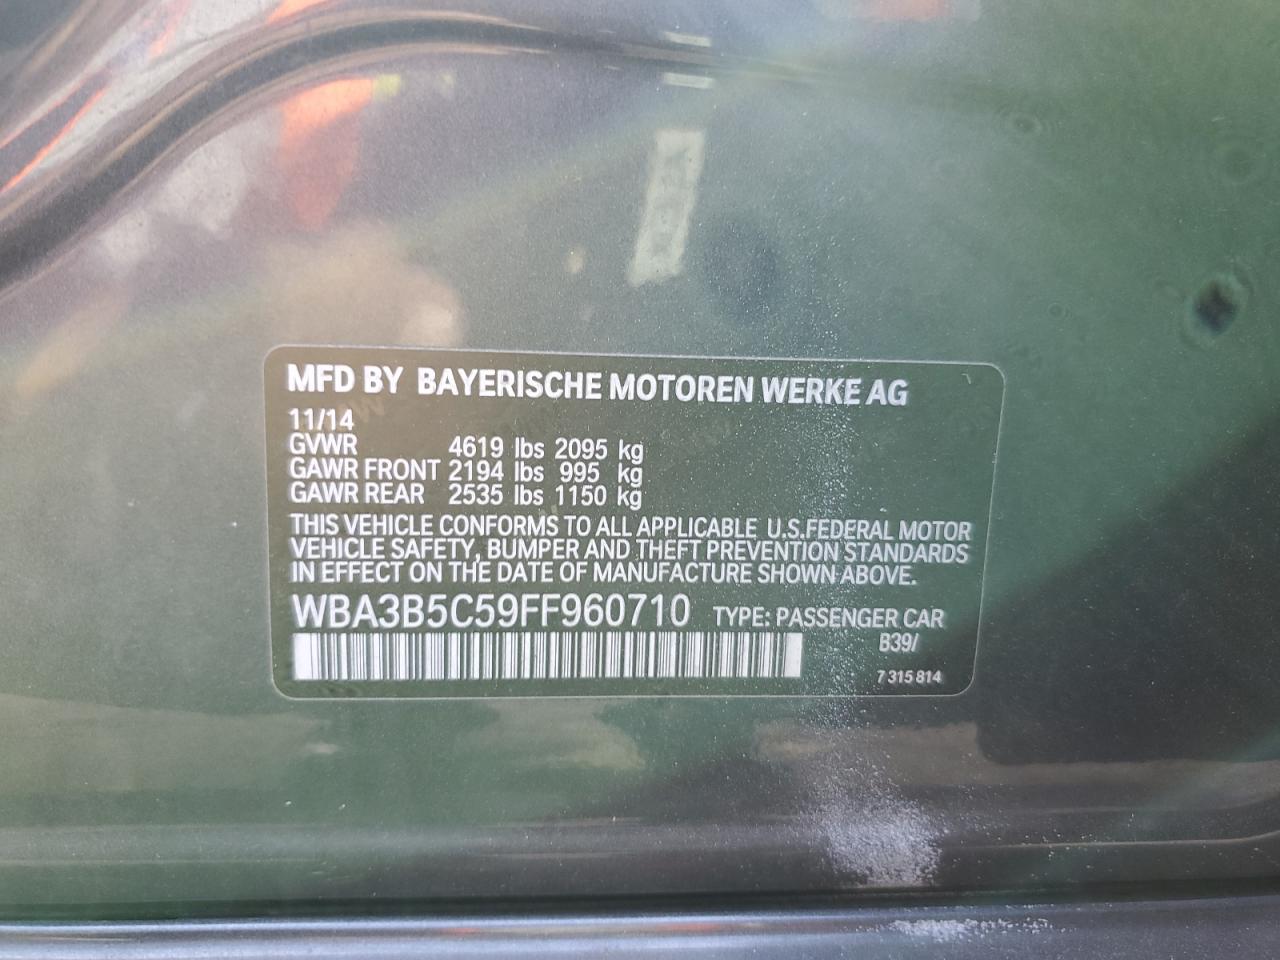 MFD BY BAYERISCHE MOTOREN WERKE AG
11/14
GVWR 4619 lbs 2095 kg
GAWR FRONT 2194 lbs 995 kg
GAWR REAR 2535 lbs 1150 kg
THIS VEHICLE CONFORMS TO ALL APPLICABLE U.S.FEDERAL MOTOR
VEHICLE SAFETY, BUMPER AND THEFT PREVENTION STANDARDS
IN EFFECT ON THE DATE OF MANUFACTURE SHOWN ABOVE.
WBA3B5C59FF960710 TYPE: PASSENGER CAR
B39/
7 315 814